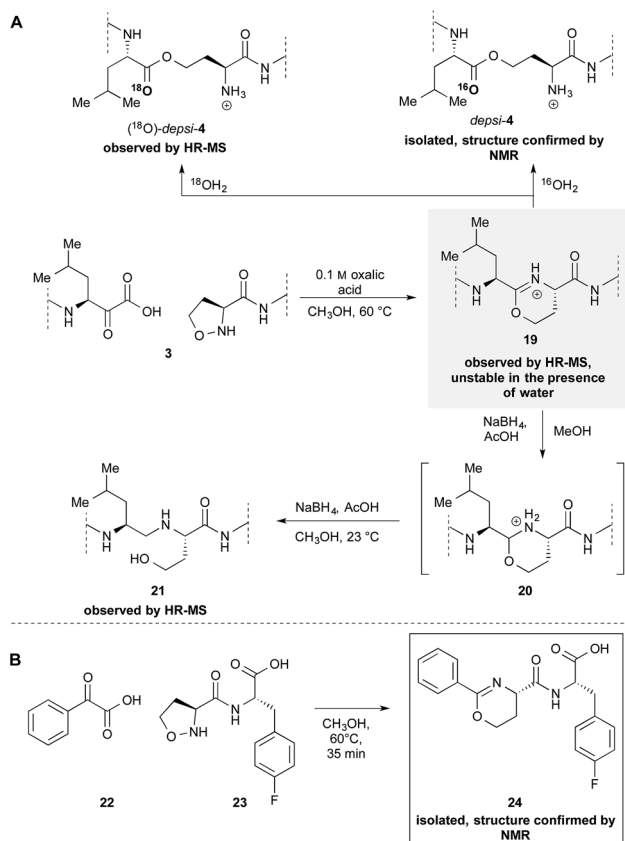 A
NH
O
O
NH
O
¹⁸O
NH₃
⊕
Me
Me
(¹⁸O)-depsi-4
observed by HR-MS
NH
O
O
NH
O
¹⁶O
NH₃
⊕
Me
Me
depsi-4
isolated, structure confirmed by
NMR
¹⁸OH₂
¹⁶OH₂
Me
Me
N
H
O
O
OH
3
O
NH
O
NH
0.1 M oxalic
acid
CH₃OH, 60 °C
Me
Me
N
H
NH
⊕
O
O
N
H
19
observed by HR-MS,
unstable in the presence
of water
NaBH₄,
AcOH
MeOH
Me
Me
N
H
H
N
O
NH
HO
21
observed by HR-MS
NaBH₄, AcOH
CH₃OH, 23 °C
Me
Me
N
H
⊕
NH₂
O
O
N
H
20
B
O
OH
O
22
O
NH
O
N
H
O
OH
F
23
CH₃OH,
60°C,
35 min
N
O
O
N
H
O
OH
F
24
isolated, structure confirmed by
NMR